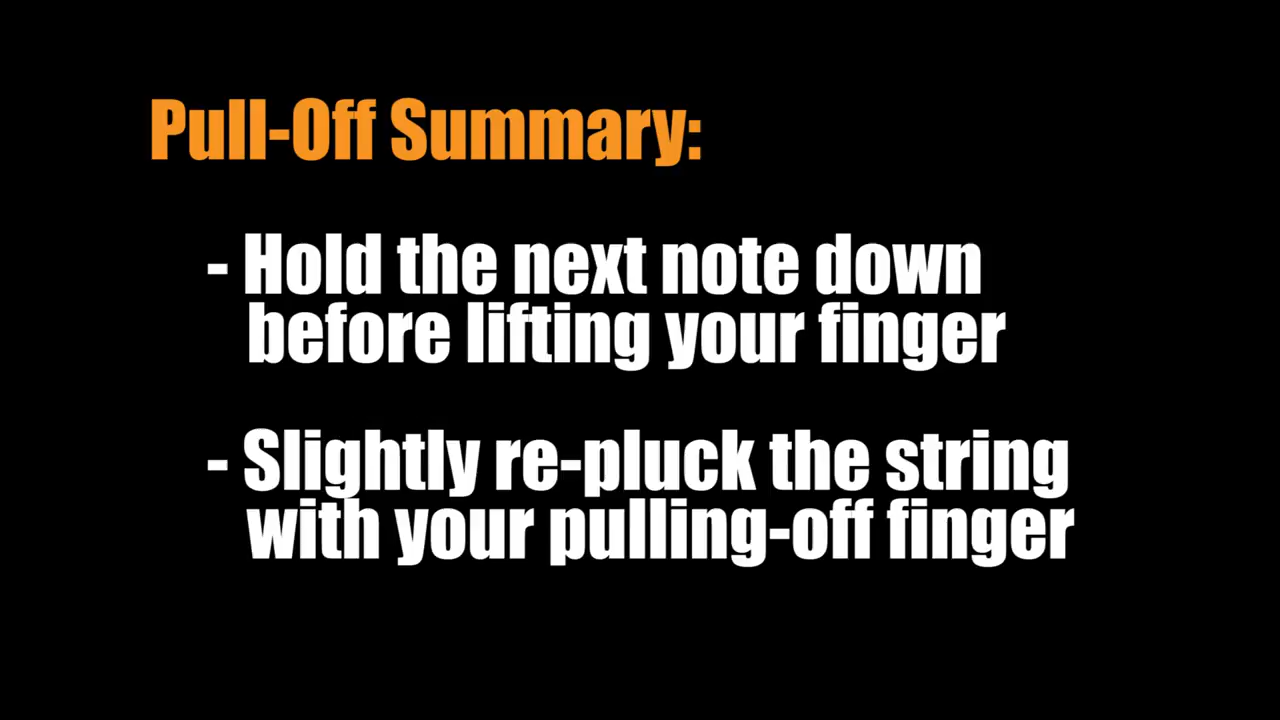 Pull-Off Summary:
- Hold the next note down
before lifting your finger
- Slightly re-pluck the string
with your pulling-off finger